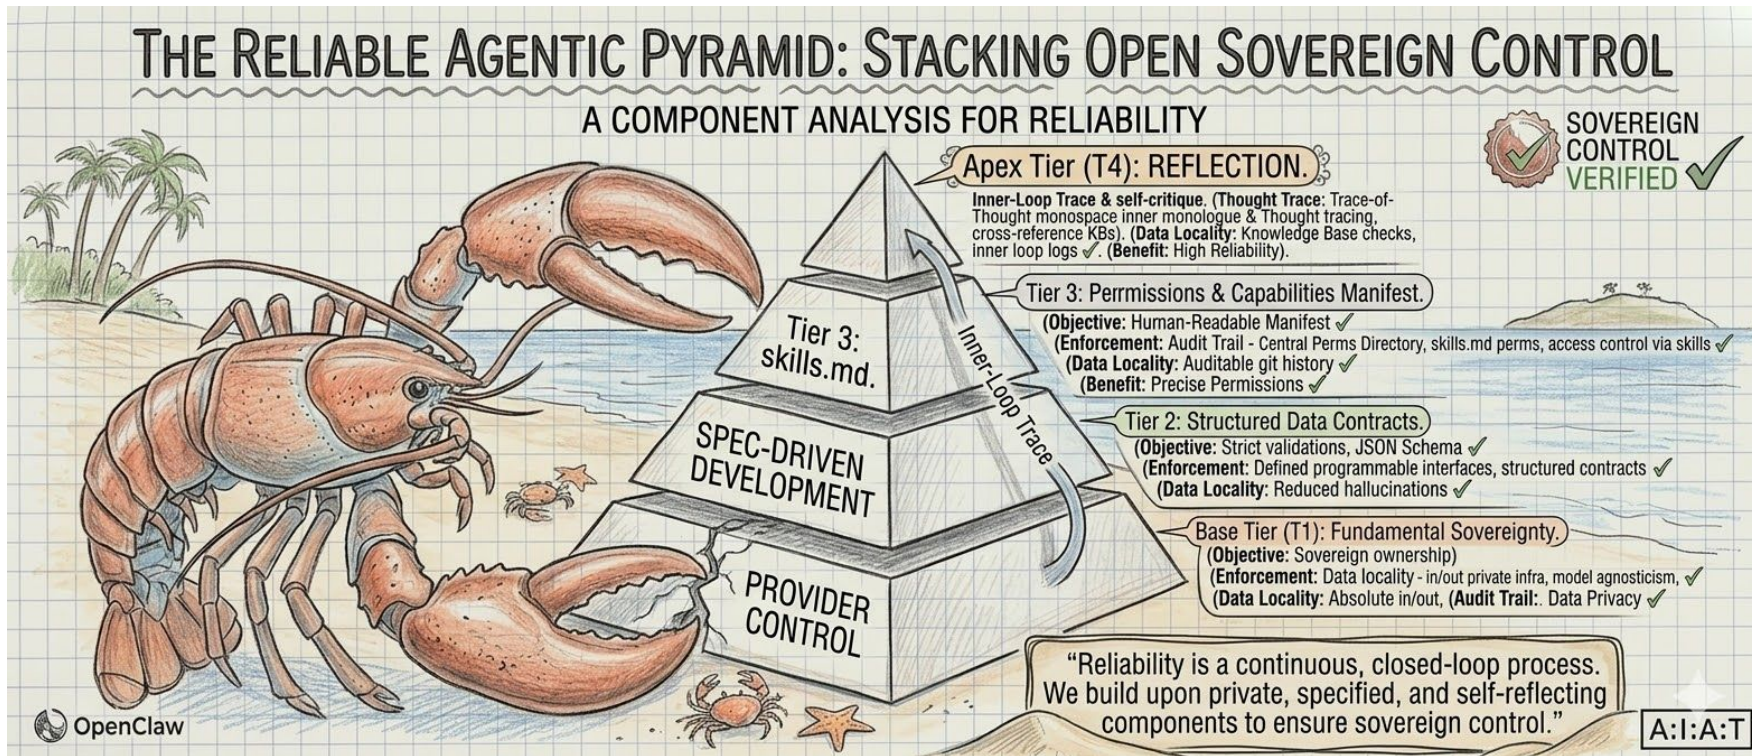 THE RELIABLE AGENTIC PYRAMID: STACKING OPEN SOVEREIGN CONTROL
A COMPONENT ANALYSIS FOR RELIABILITY
SOVEREIGN
CONTROL
VERIFIED
Apex Tier (T4): REFLECTION.
Inner-Loop Trace & self-critique. (Thought Trace: Trace-of-
Thought monospace inner monologue & Thought tracing,
cross-reference KBs). (Data Locality: Knowledge Base checks,
inner loop logs ✓. (Benefit: High Reliability).
Tier 3: Permissions & Capabilities Manifest.
(Objective: Human-Readable Manifest ✓
(Enforcement: Audit Trail - Central Perms Directory, skills.md perms, access control via skills ✓
(Data Locality: Auditable git history ✓
(Benefit: Precise Permissions ✓
Tier 3:
skills.md.
Inner-Loop Trace
Tier 2: Structured Data Contracts.
(Objective: Strict validations, JSON Schema ✓
(Enforcement: Defined programmable interfaces, structured contracts ✓
(Data Locality: Reduced hallucinations ✓
SPEC-DRIVEN
DEVELOPMENT
Base Tier (T1): Fundamental Sovereignty.
(Objective: Sovereign ownership)
(Enforcement: Data locality - in/out private infra, model agnosticism, ✓
(Data Locality: Absolute in/out, (Audit Trail:. Data Privacy ✓
PROVIDER
CONTROL
“Reliability is a continuous, closed-loop process.
We build upon private, specified, and self-reflecting
components to ensure sovereign control.”
OpenClaw
A:I:A:T